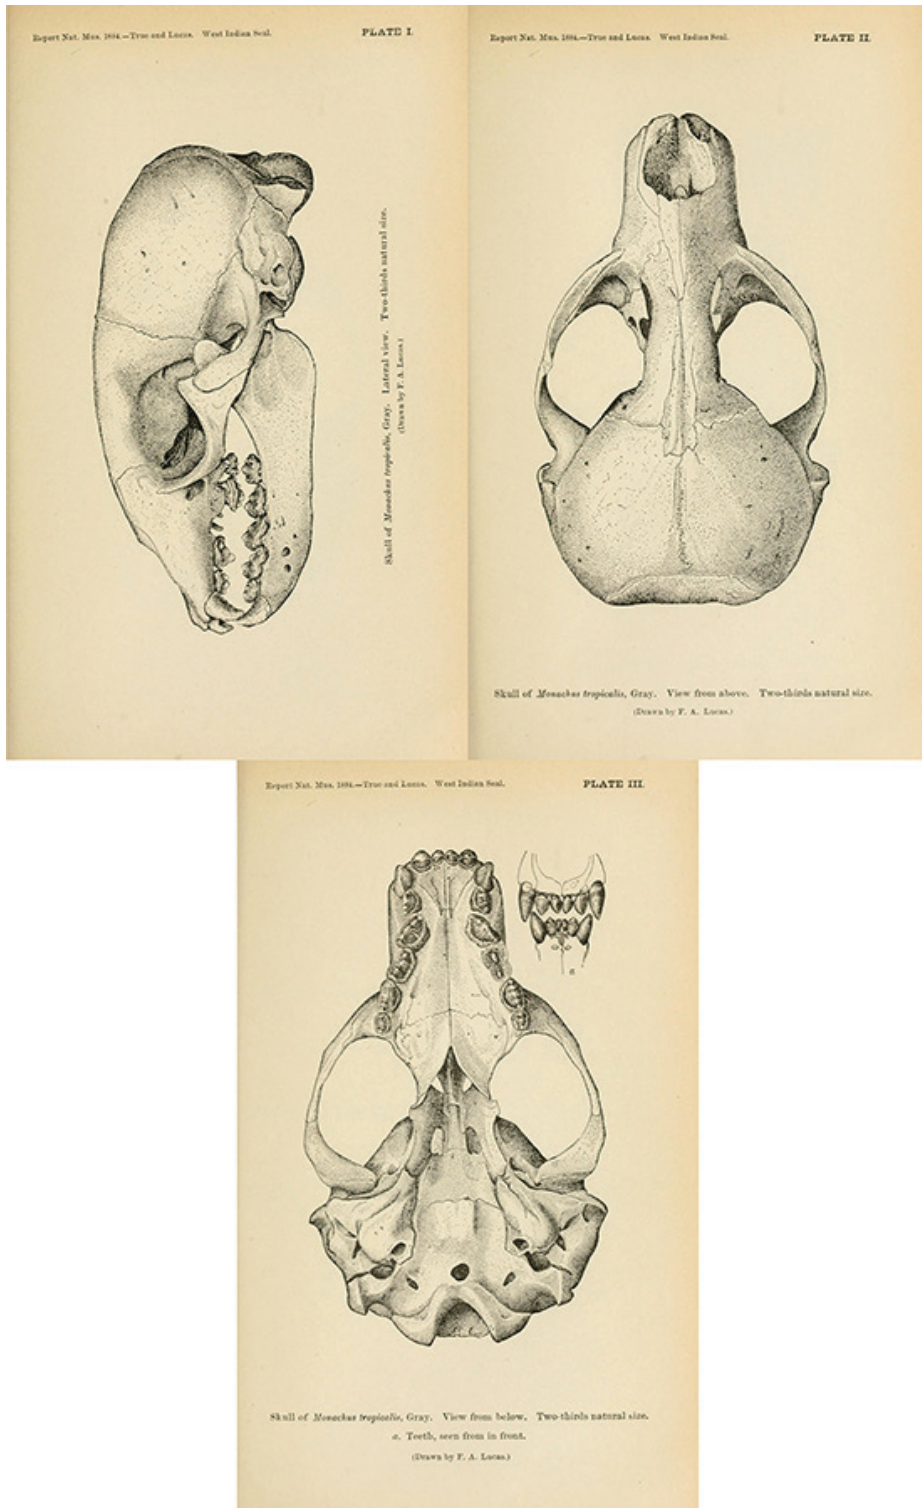 Report Nat. Mus. 1884.—True and Lucas. West Indian Seal.
PLATE I.
Skull of Monachus tropicalis, Gray. Lateral view. Two-thirds natural size.
(Drawn by F. A. Lucas.)
Report Nat. Mus. 1884.—True and Lucas. West Indian Seal.
PLATE II.
Skull of Monachus tropicalis, Gray. View from above. Two-thirds natural size.
(Drawn by F. A. Lucas.)
Report Nat. Mus. 1884.—True and Lucas. West Indian Seal.
PLATE III.
a
Skull of Monachus tropicalis, Gray. View from below. Two-thirds natural size.
a. Teeth, seen from in front.
(Drawn by F. A. Lucas.)